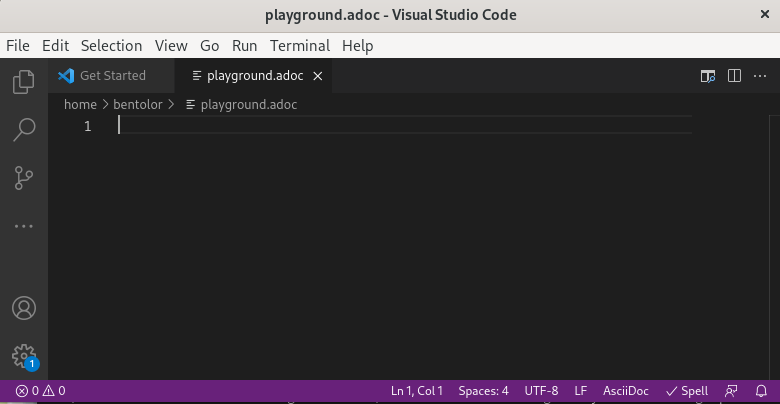 playground.adoc - Visual Studio Code ×
File Edit Selection View Go Run Terminal Help
Get Started playground.adoc ×
home > bentolor > playground.adoc
1
1
0 0 Ln 1, Col 1 Spaces: 4 UTF-8 LF AsciiDoc Spell